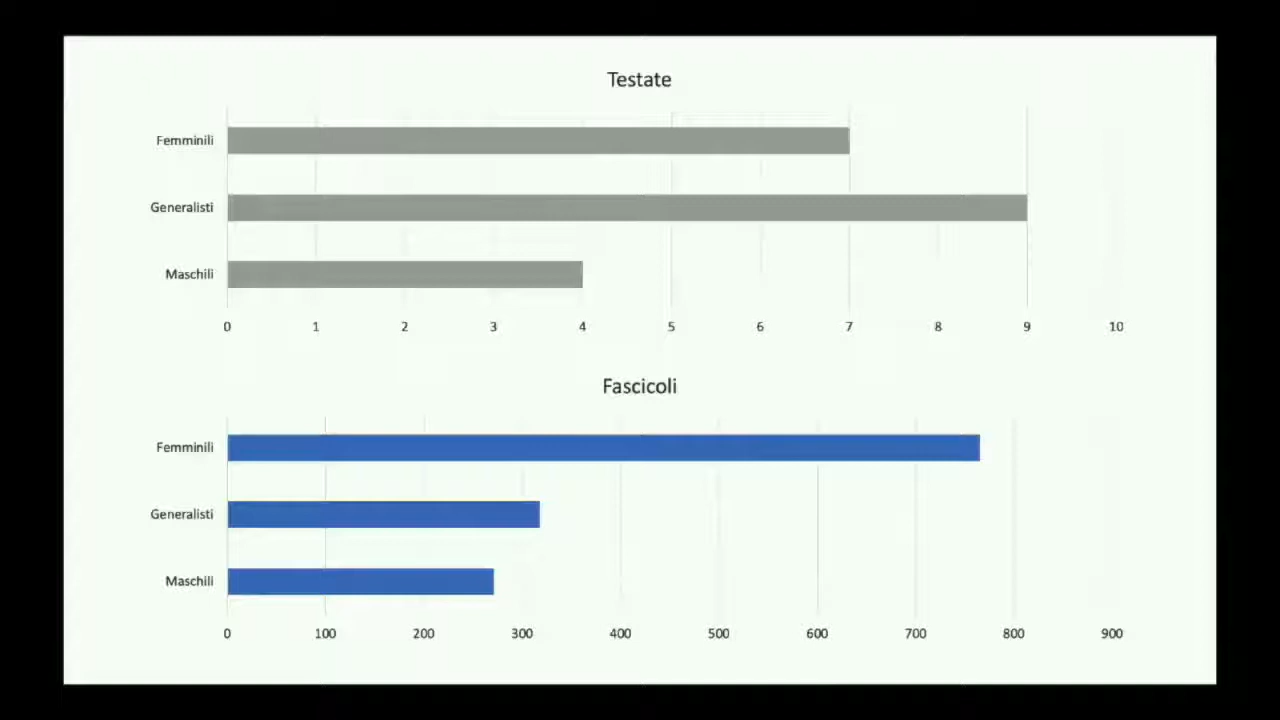 Testate
Femminili
Generalisti
Maschili
0 1 2 3 4 5 6 7 8 9 10
Fascicoli
Femminili
Generalisti
Maschili
0 100 200 300 400 500 600 700 800 900